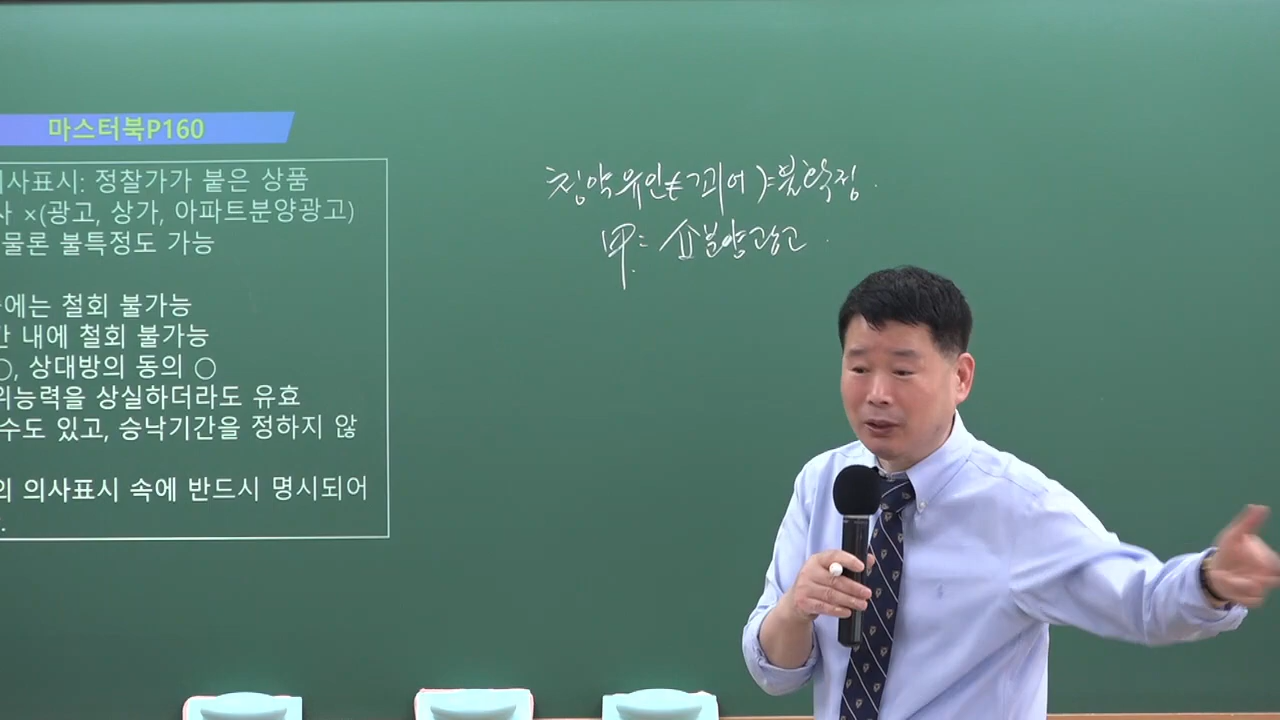 마스터북P160
의사표시: 정찰가가 붙은 상품
사 ×(광고, 상가, 아파트분양광고)
물론 불특정도 가능
에는 철회 불가능
내에 철회 불가능
○, 상대방의 동의 ○
위능력을 상실하더라도 유효
수도 있고, 승낙기간을 정하지 않
의 의사표시 속에 반드시 명시되어
.
청약유인은 불확정.
甲: 분양광고.